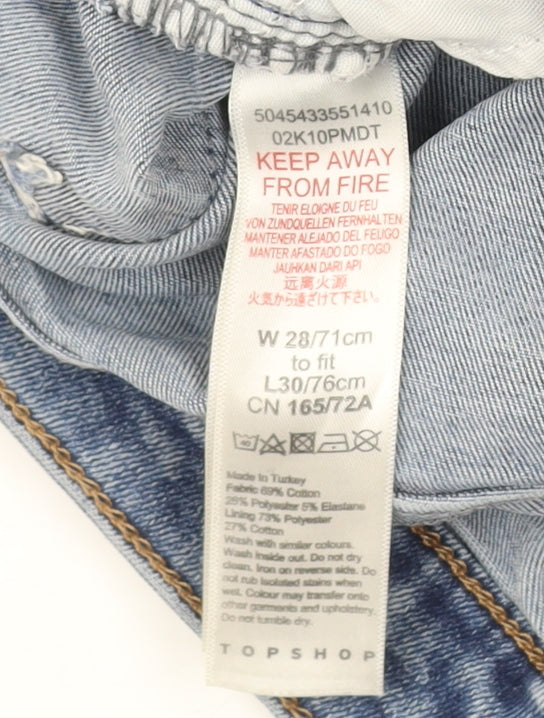 5045433551410
02K10PMDT
KEEP AWAY
FROM FIRE
TENIR ELOIGNE DU FEU
VON ZUNDQUELLEN FERNHALTEN
MANTENER ALEJADO DEL FEUGO
MANTER AFASTADO DO FOGO
JAUHKAN DARI API
远离火源
火気から遠ざけて下さい。
W 28/71cm
to fit
L30/76cm
CN 165/72A
40
Made in Turkey
Fabric 69% Cotton
26% Polyester 5% Elastane
Lining 73% Polyester
27% Cotton
Wash with similar colours.
Wash inside out. Do not dry
clean. Iron on reverse side. Do
not rub isolated stains when
wet. Colour may transfer onto
other garments and upholstery.
Do not tumble dry.
TOPSHOP